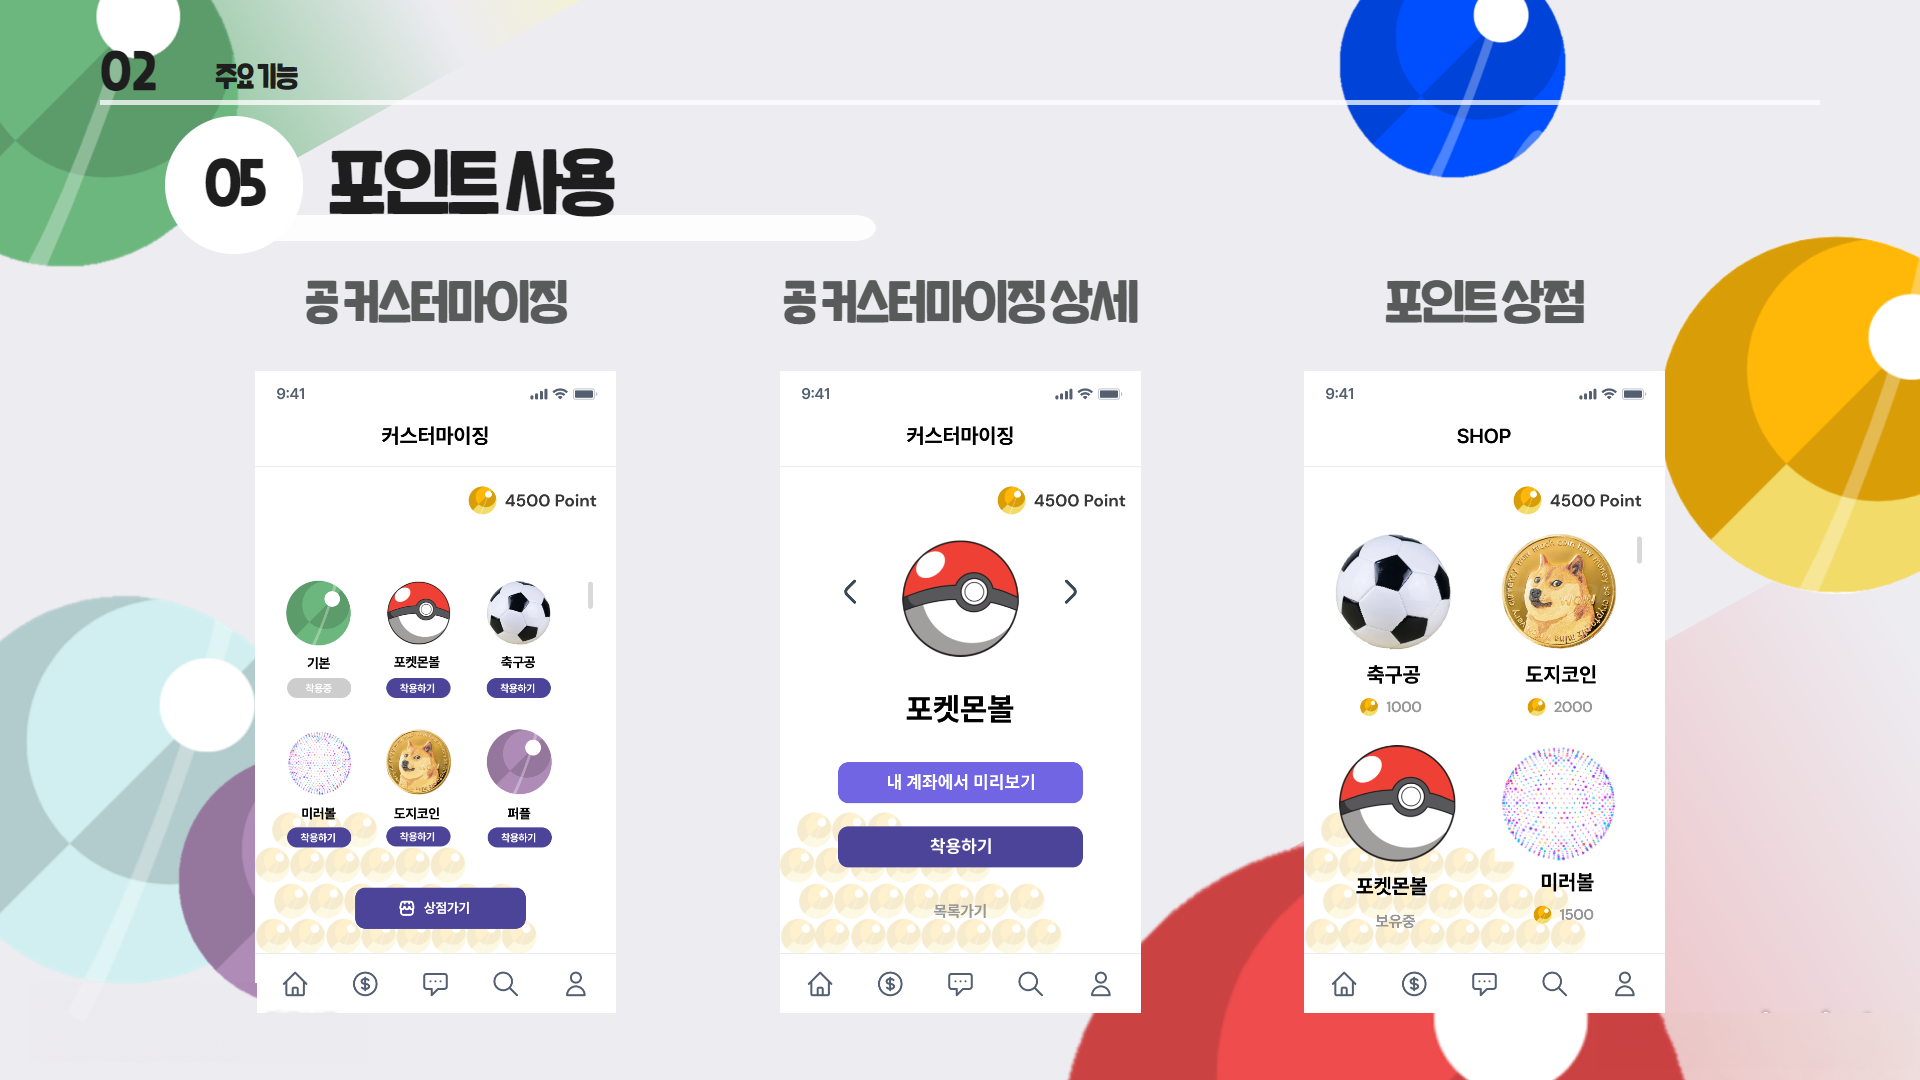 02 주요 기능
05 포인트 사용
공 커스터마이징
9:41
커스터마이징
4500 Point
기본 포켓몬볼 축구공
착용중 착용하기 착용하기
미러볼 도지코인 퍼플
착용하기 착용하기 착용하기
상점가기
공 커스터마이징 상세
9:41
커스터마이징
4500 Point
포켓몬볼
내 계좌에서 미리보기
착용하기
목록가기
포인트 상점
9:41
SHOP
4500 Point
축구공 도지코인
1000 2000
포켓몬볼 미러볼
보유중 1500